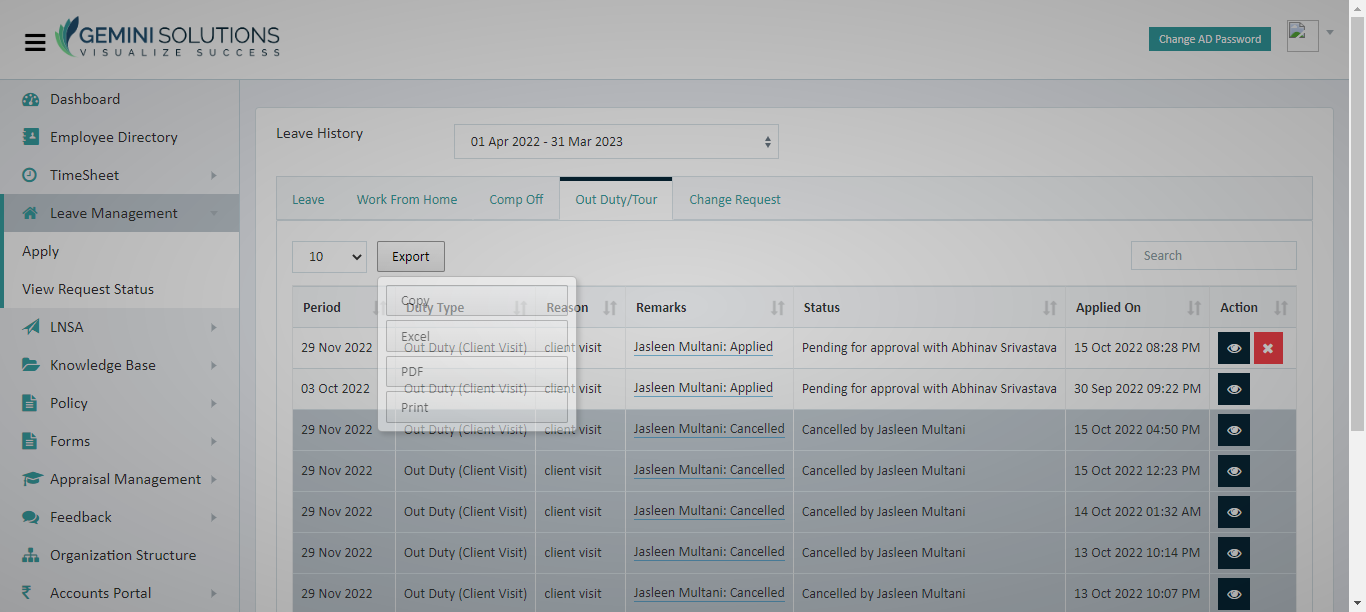 GEMINI SOLUTIONS
VISUALIZE SUCCESS
Change AD Password
Dashboard
Employee Directory
TimeSheet
Leave Management
Apply
View Request Status
LNSA
Knowledge Base
Policy
Forms
Appraisal Management
Feedback
Organization Structure
Accounts Portal
Leave History
01 Apr 2022 - 31 Mar 2023
Leave Work From Home Comp Off Out Duty/Tour Change Request
10 Export Search
Copy
Excel
PDF
Print
Period Duty Type Reason Remarks Status Applied On Action
29 Nov 2022 Out Duty (Client Visit) client visit Jasleen Multani: Applied Pending for approval with Abhinav Srivastava 15 Oct 2022 08:28 PM
03 Oct 2022 Out Duty (Client Visit) client visit Jasleen Multani: Applied Pending for approval with Abhinav Srivastava 30 Sep 2022 09:22 PM
29 Nov 2022 Out Duty (Client Visit) client visit Jasleen Multani: Cancelled Cancelled by Jasleen Multani 15 Oct 2022 04:50 PM
29 Nov 2022 Out Duty (Client Visit) client visit Jasleen Multani: Cancelled Cancelled by Jasleen Multani 15 Oct 2022 12:23 PM
29 Nov 2022 Out Duty (Client Visit) client visit Jasleen Multani: Cancelled Cancelled by Jasleen Multani 14 Oct 2022 01:32 AM
29 Nov 2022 Out Duty (Client Visit) client visit Jasleen Multani: Cancelled Cancelled by Jasleen Multani 13 Oct 2022 10:14 PM
29 Nov 2022 Out Duty (Client Visit) client visit Jasleen Multani: Cancelled Cancelled by Jasleen Multani 13 Oct 2022 10:07 PM